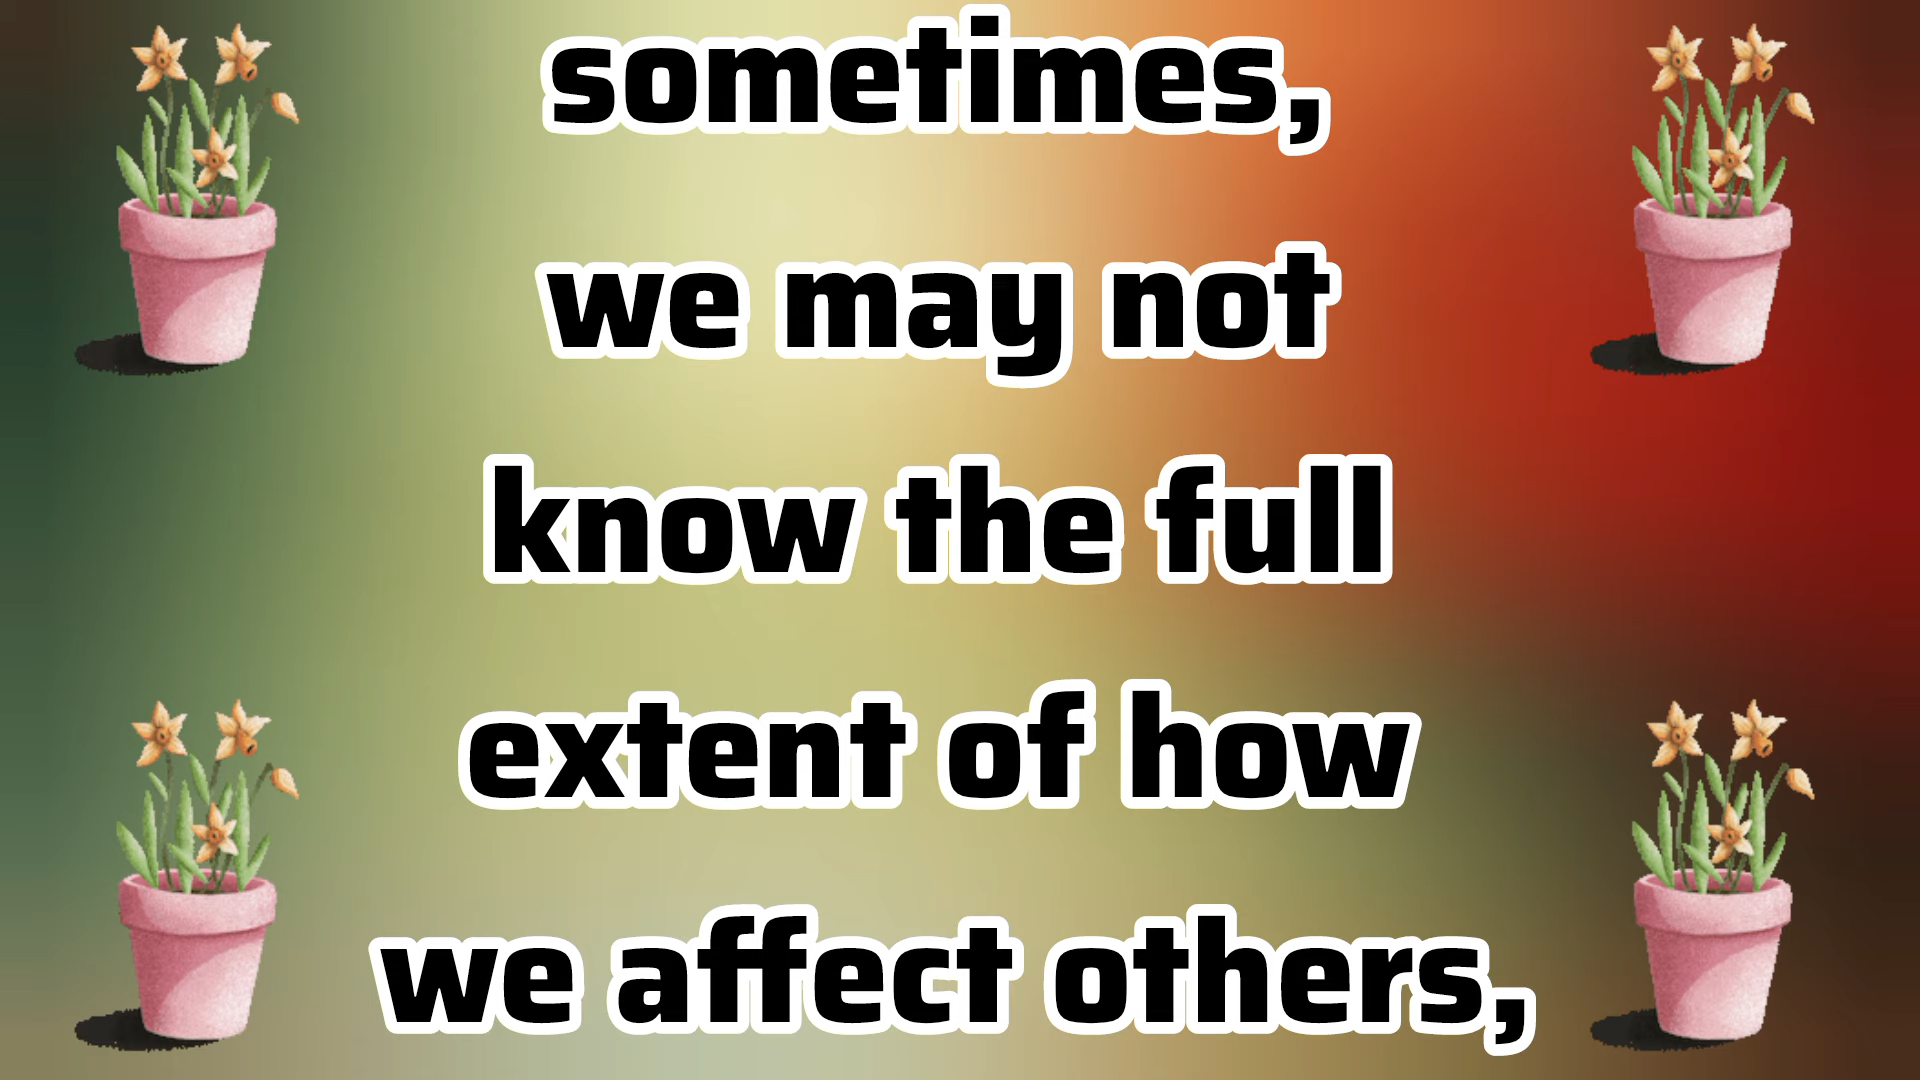 sometimes,
we may not
know the full
extent of how
we affect others,